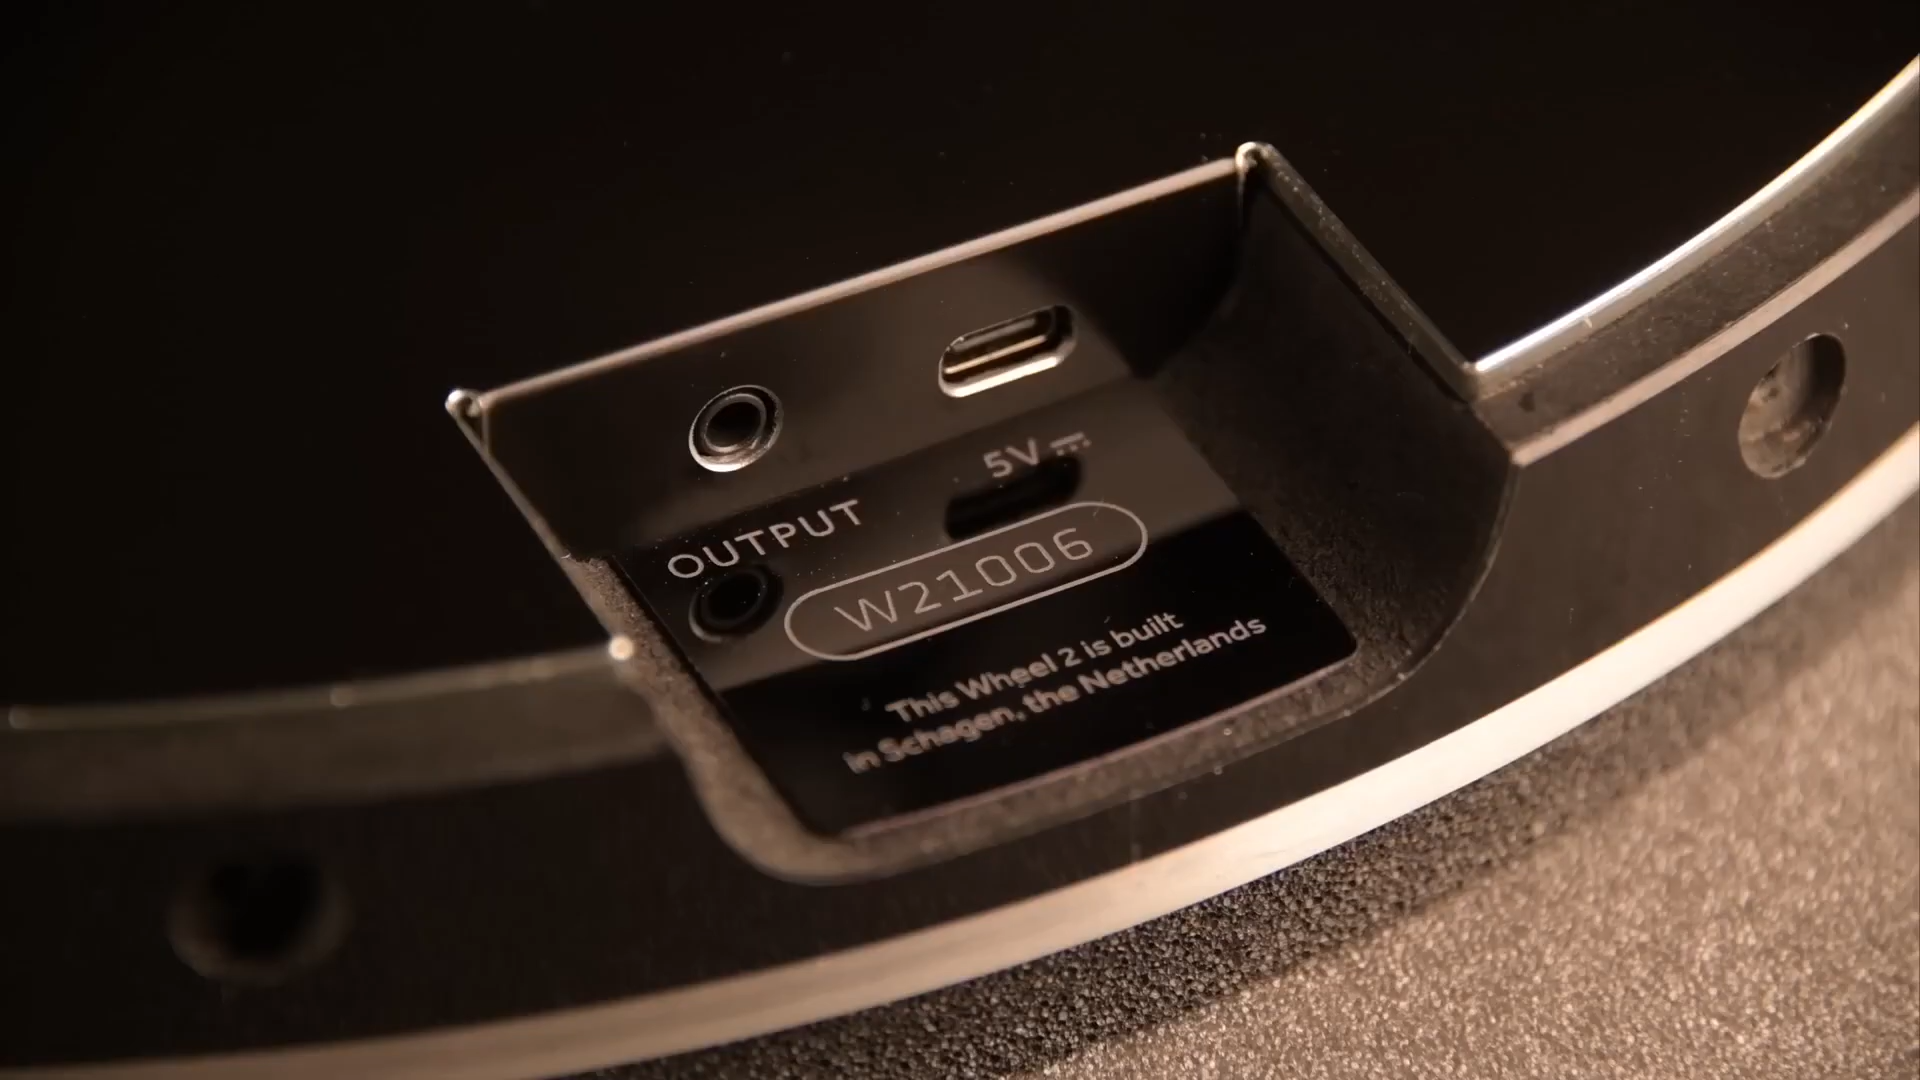 5V
OUTPUT
W21006
This Wheel 2 is built
in Schagen, the Netherlands